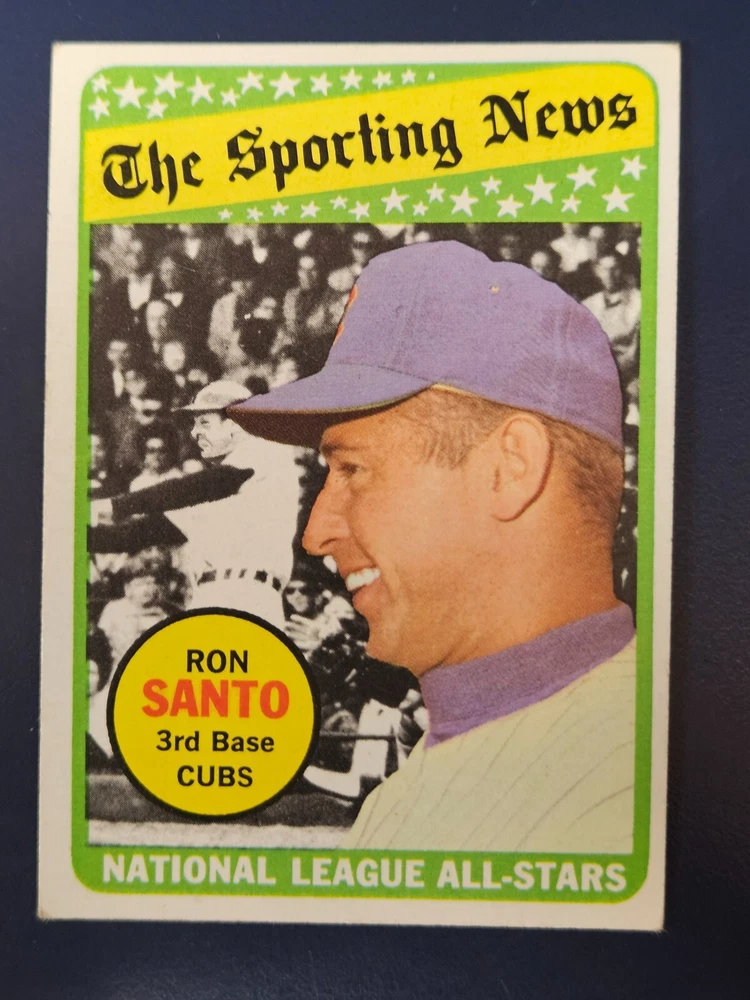 The Sporting News
RON
SANTO
3rd Base
CUBS
NATIONAL LEAGUE ALL-STARS